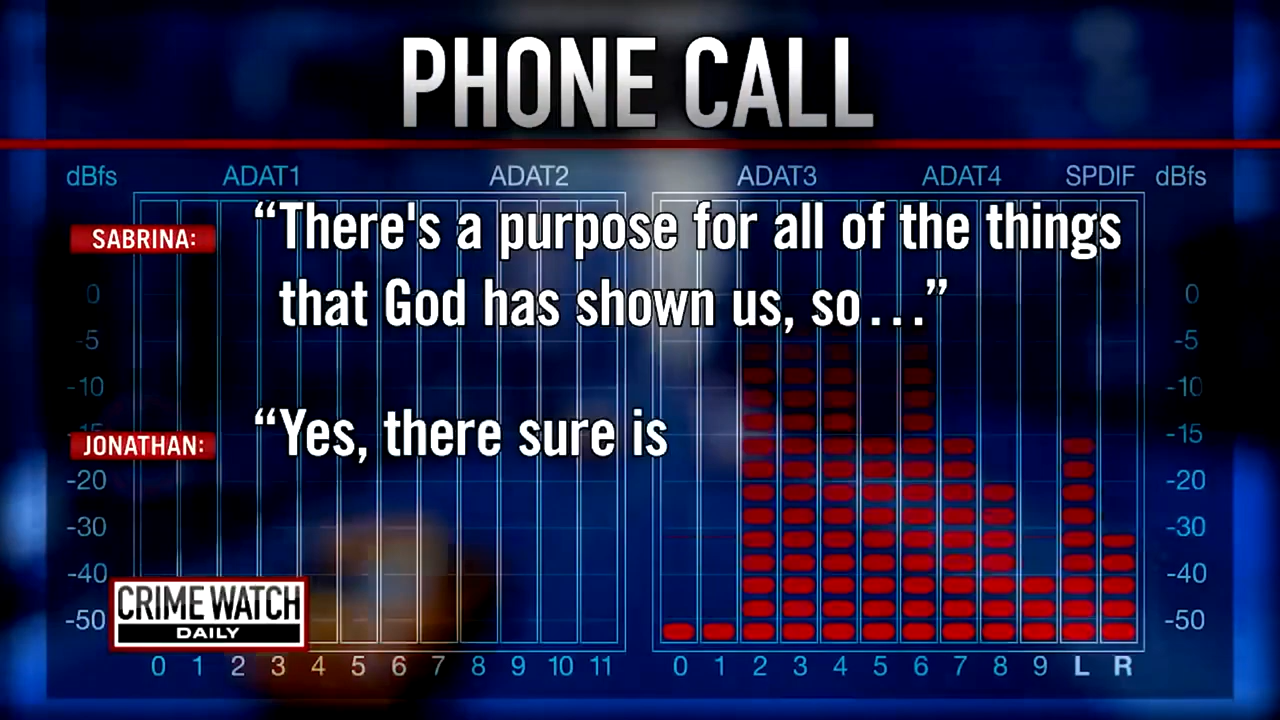 PHONE CALL
dBfs ADAT1 ADAT2 ADAT3 ADAT4 SPDIF dBfs
SABRINA: “There's a purpose for all of the things
that God has shown us, so . . .”
0 0
-5 -5
-10 -10
JONATHAN: “Yes, there sure is
-15 -15
-20 -20
-30 -30
-40 -40
-50 -50
CRIME WATCH
DAILY
0 1 2 3 4 5 6 7 8 9 10 11 0 1 2 3 4 5 6 7 8 9 L R